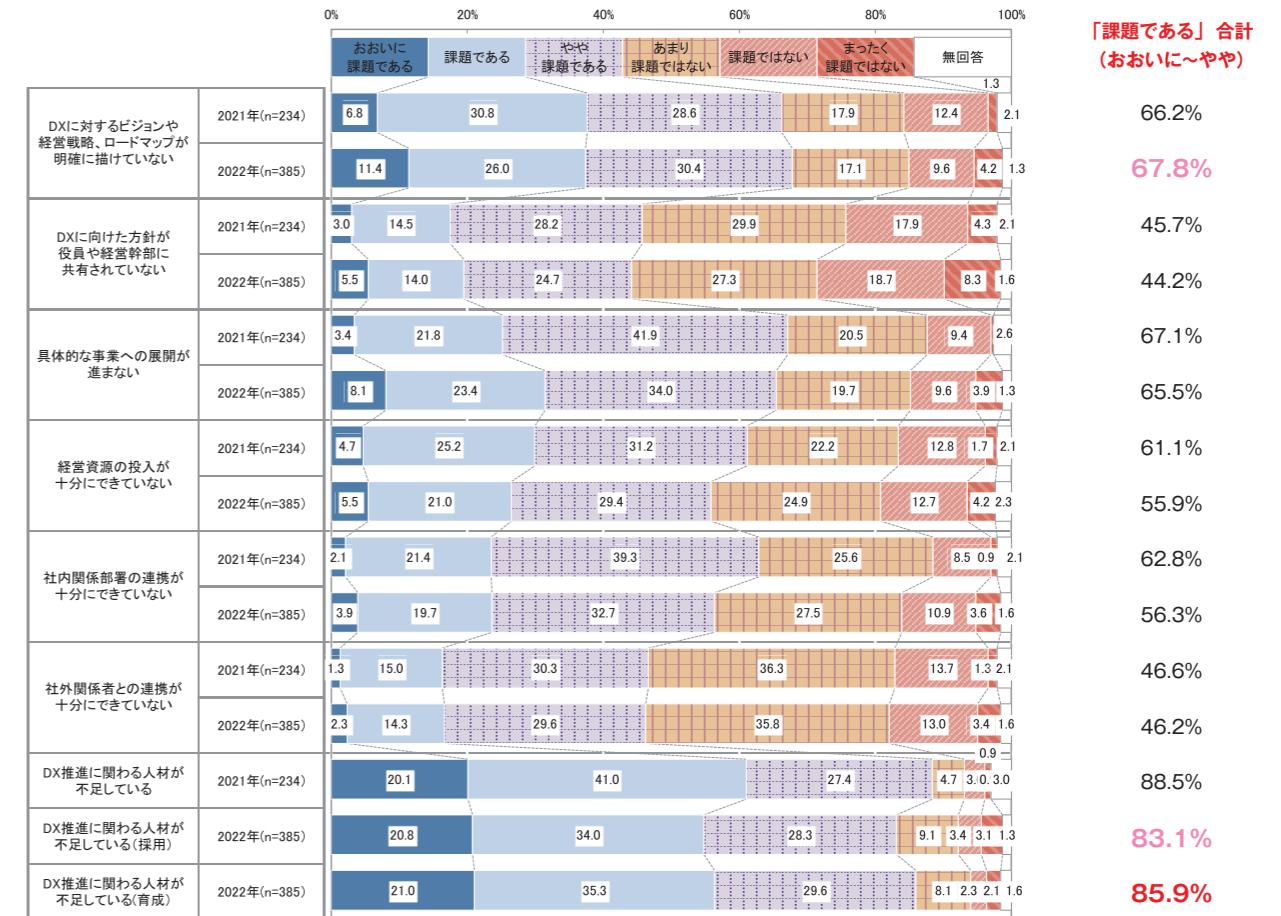 0%
20%
40%
60%
80%
100%
「課題である」合計
(おおいに～やや)
おおいに
課題である
課題である
やや
課題である
あまり
課題ではない
課題ではない
まったく
課題ではない
無回答
DXに対するビジョンや
経営戦略、ロードマップが
明確に描けていない
2021年(n=234)
6.8
30.8
28.6
17.9
12.4
1.3
2.1
66.2%
2022年(n=385)
11.4
26.0
30.4
17.1
9.6
4.2
1.3
67.8%
DXに向けた方針が
役員や経営幹部に
共有されていない
2021年(n=234)
3.0
14.5
28.2
29.9
17.9
4.3
2.1
45.7%
2022年(n=385)
5.5
14.0
24.7
27.3
18.7
8.3
1.6
44.2%
具体的な事業への展開が
進まない
2021年(n=234)
3.4
21.8
41.9
20.5
9.4
2.6
67.1%
2022年(n=385)
8.1
23.4
34.0
19.7
9.6
3.9
1.3
65.5%
経営資源の投入が
十分にできていない
2021年(n=234)
4.7
25.2
31.2
22.2
12.8
1.7
2.1
61.1%
2022年(n=385)
5.5
21.0
29.4
24.9
12.7
4.2
2.3
55.9%
社内関係部署の連携が
十分にできていない
2021年(n=234)
2.1
21.4
39.3
25.6
8.5
0.9
2.1
62.8%
2022年(n=385)
3.9
19.7
32.7
27.5
10.9
3.6
1.6
56.3%
社外関係者との連携が
十分にできていない
2021年(n=234)
1.3
15.0
30.3
36.3
13.7
1.3
2.1
46.6%
2022年(n=385)
2.3
14.3
29.6
35.8
13.0
3.4
1.6
46.2%
DX推進に関わる人材が
不足している
2021年(n=234)
20.1
41.0
27.4
4.7
0.9
3.0
88.5%
DX推進に関わる人材が
不足している(採用)
2022年(n=385)
20.8
34.0
28.3
9.1
3.4
3.1
1.3
83.1%
DX推進に関わる人材が
不足している(育成)
2022年(n=385)
21.0
35.3
29.6
8.1
2.3
2.1
1.6
85.9%